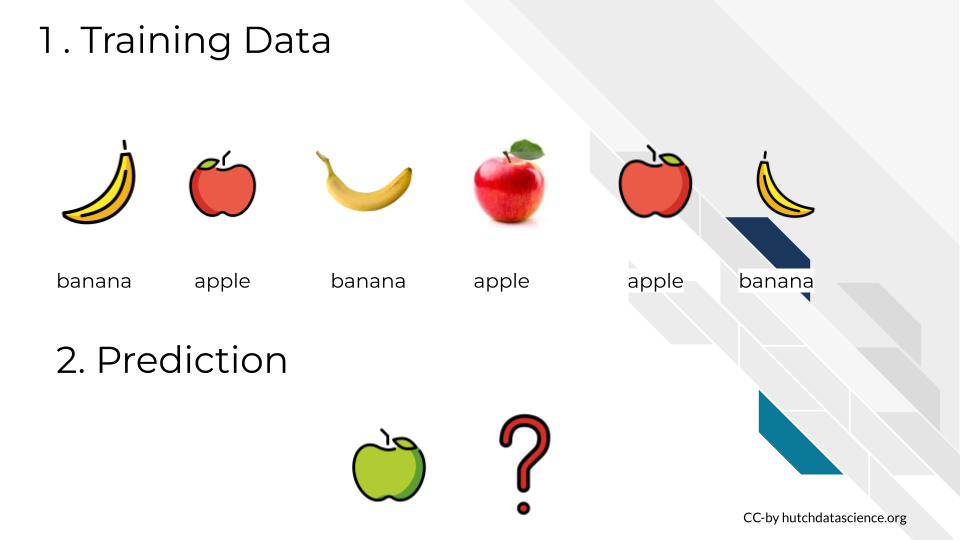 1 . Training Data
banana apple banana apple apple banana
2. Prediction
?
CC-by hutchdatascience.org